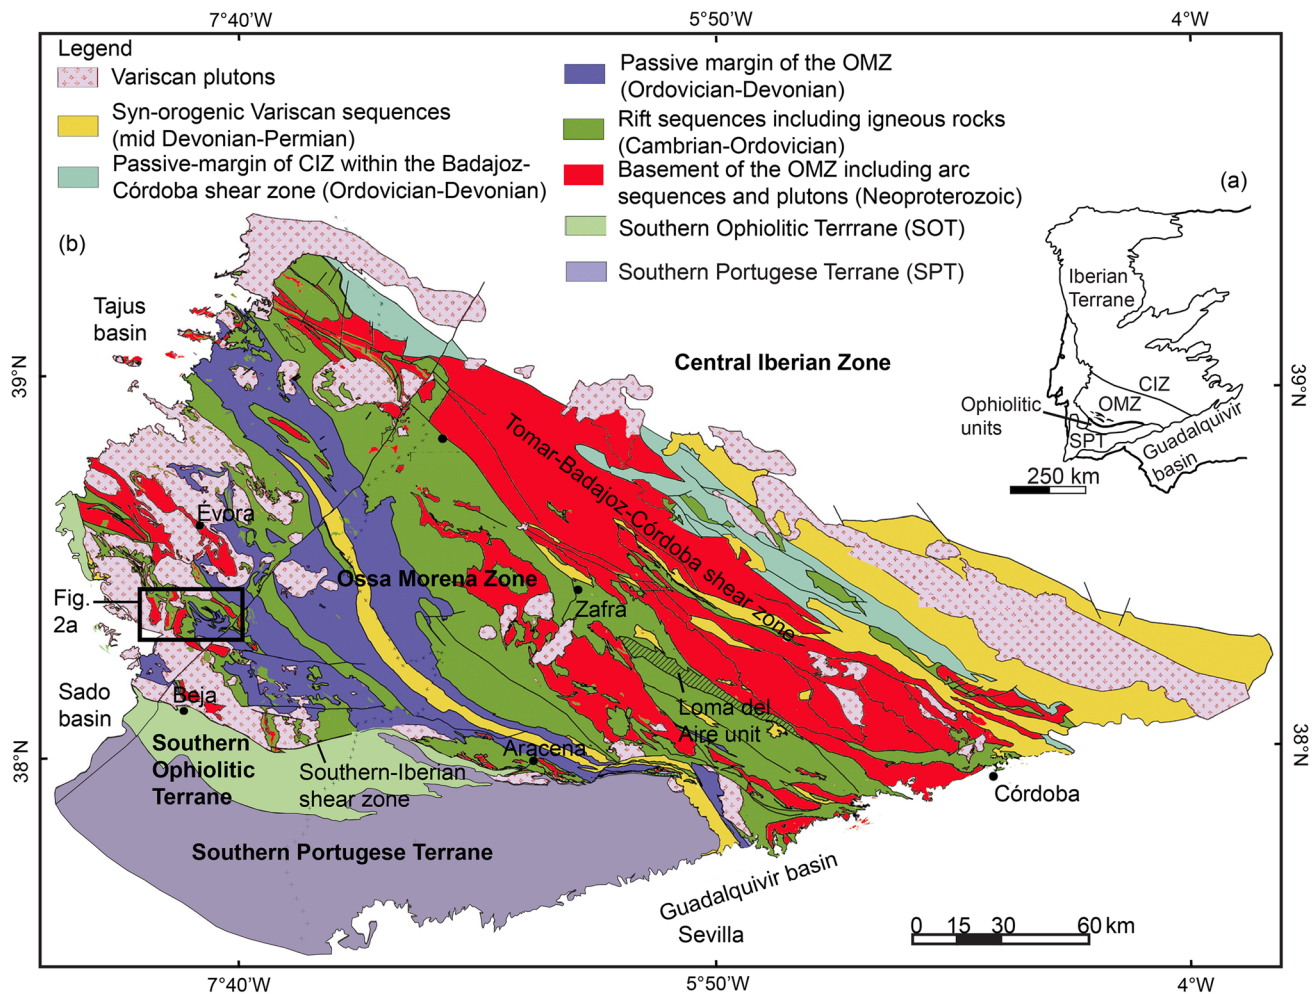 7°40'W
5°50'W
4°W
Legend
Variscan plutons
Syn-orogenic Variscan sequences
(mid Devonian-Permian)
Passive-margin of CIZ within the Badajoz-
Córdoba shear zone (Ordovician-Devonian)
Passive margin of the OMZ
(Ordovician-Devonian)
Rift sequences including igneous rocks
(Cambrian-Ordovician)
Basement of the OMZ including arc
sequences and plutons (Neoproterozoic)
Southern Ophiolitic Terrrane (SOT)
Southern Portugese Terrane (SPT)
(a)
Iberian
Terrane
CIZ
OMZ
Ophiolitic
units
SPT
Guadalquivir
basin
250 km
(b)
Tajus
basin
39°N
39°N
Central Iberian Zone
Tomar-Badajoz-Córdoba shear zone
Évora
Ossa Morena Zone
Zafra
Fig.
2a
Sado
basin
Beja
Loma del
Aire unit
Aracena
Southern
Ophiolitic
Terrane
Southern-Iberian
shear zone
38°N
38°N
Córdoba
Southern Portugese Terrane
Guadalquivir basin
Sevilla
0 15 30 60 km
7°40'W
5°50'W
4°W